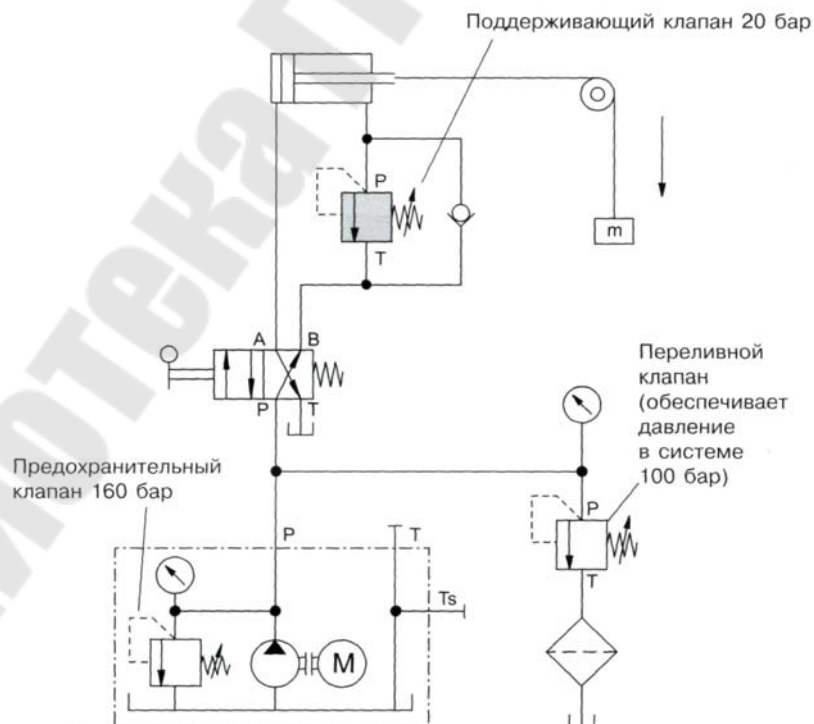 Поддерживающий клапан 20 бар
P
T
m
A B
P T
Переливной
клапан
(обеспечивает
давление
в системе
100 бар)
Предохранительный
клапан 160 бар
P
T
P
T
Ts
M